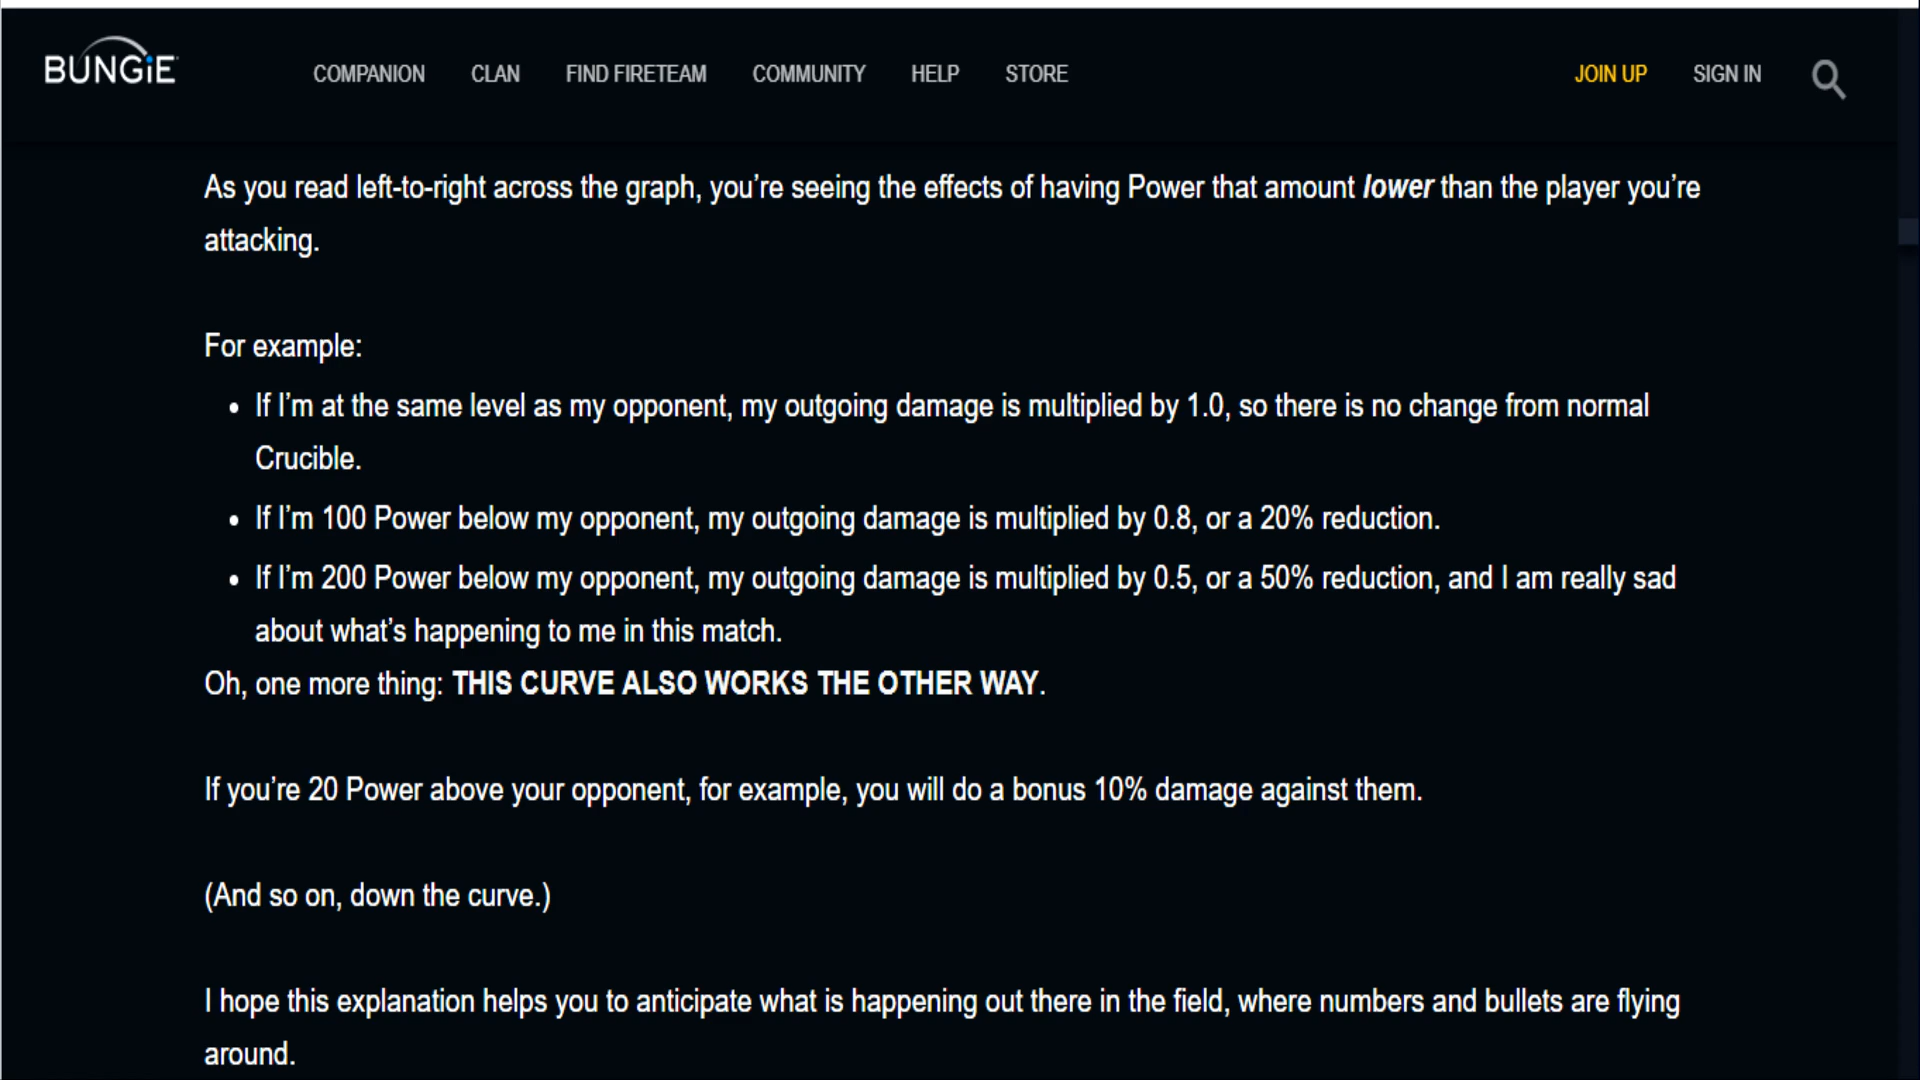 BUNGiE
COMPANION CLAN FIND FIRETEAM COMMUNITY HELP STORE JOIN UP SIGN IN
As you read left-to-right across the graph, you’re seeing the effects of having Power that amount lower than the player you’re
attacking.
For example:
• If I’m at the same level as my opponent, my outgoing damage is multiplied by 1.0, so there is no change from normal
Crucible.
• If I’m 100 Power below my opponent, my outgoing damage is multiplied by 0.8, or a 20% reduction.
• If I’m 200 Power below my opponent, my outgoing damage is multiplied by 0.5, or a 50% reduction, and I am really sad
about what’s happening to me in this match.
Oh, one more thing: THIS CURVE ALSO WORKS THE OTHER WAY.
If you’re 20 Power above your opponent, for example, you will do a bonus 10% damage against them.
(And so on, down the curve.)
I hope this explanation helps you to anticipate what is happening out there in the field, where numbers and bullets are flying
around.